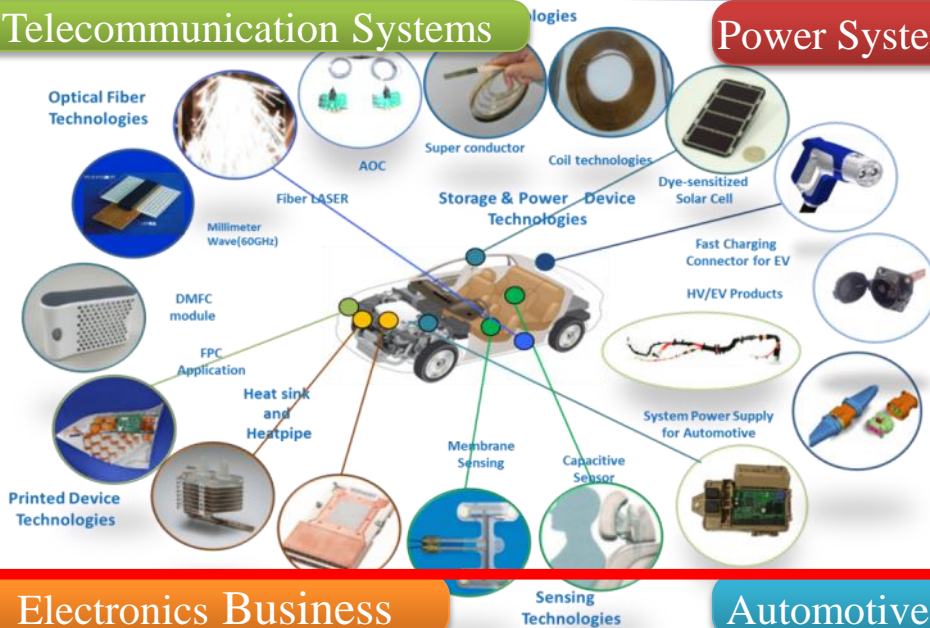 ologies
Telecommunication Systems
Power Syste
Optical Fiber
Technologies
AOC
Super conductor
Coil technologies
Dye-sensitized
Solar Cell
Fiber LASER
Storage & Power Device
Technologies
Millimeter
Wave(60GHz)
Fast Charging
Connector for EV
HV/EV Products
DMFC
module
FPC
Application
Heat sink
and
Heatpipe
System Power Supply
for Automotive
Membrane
Sensing
Capacitive
Sensor
Printed Device
Technologies
Electronics Business
Sensing
Technologies
Automotive